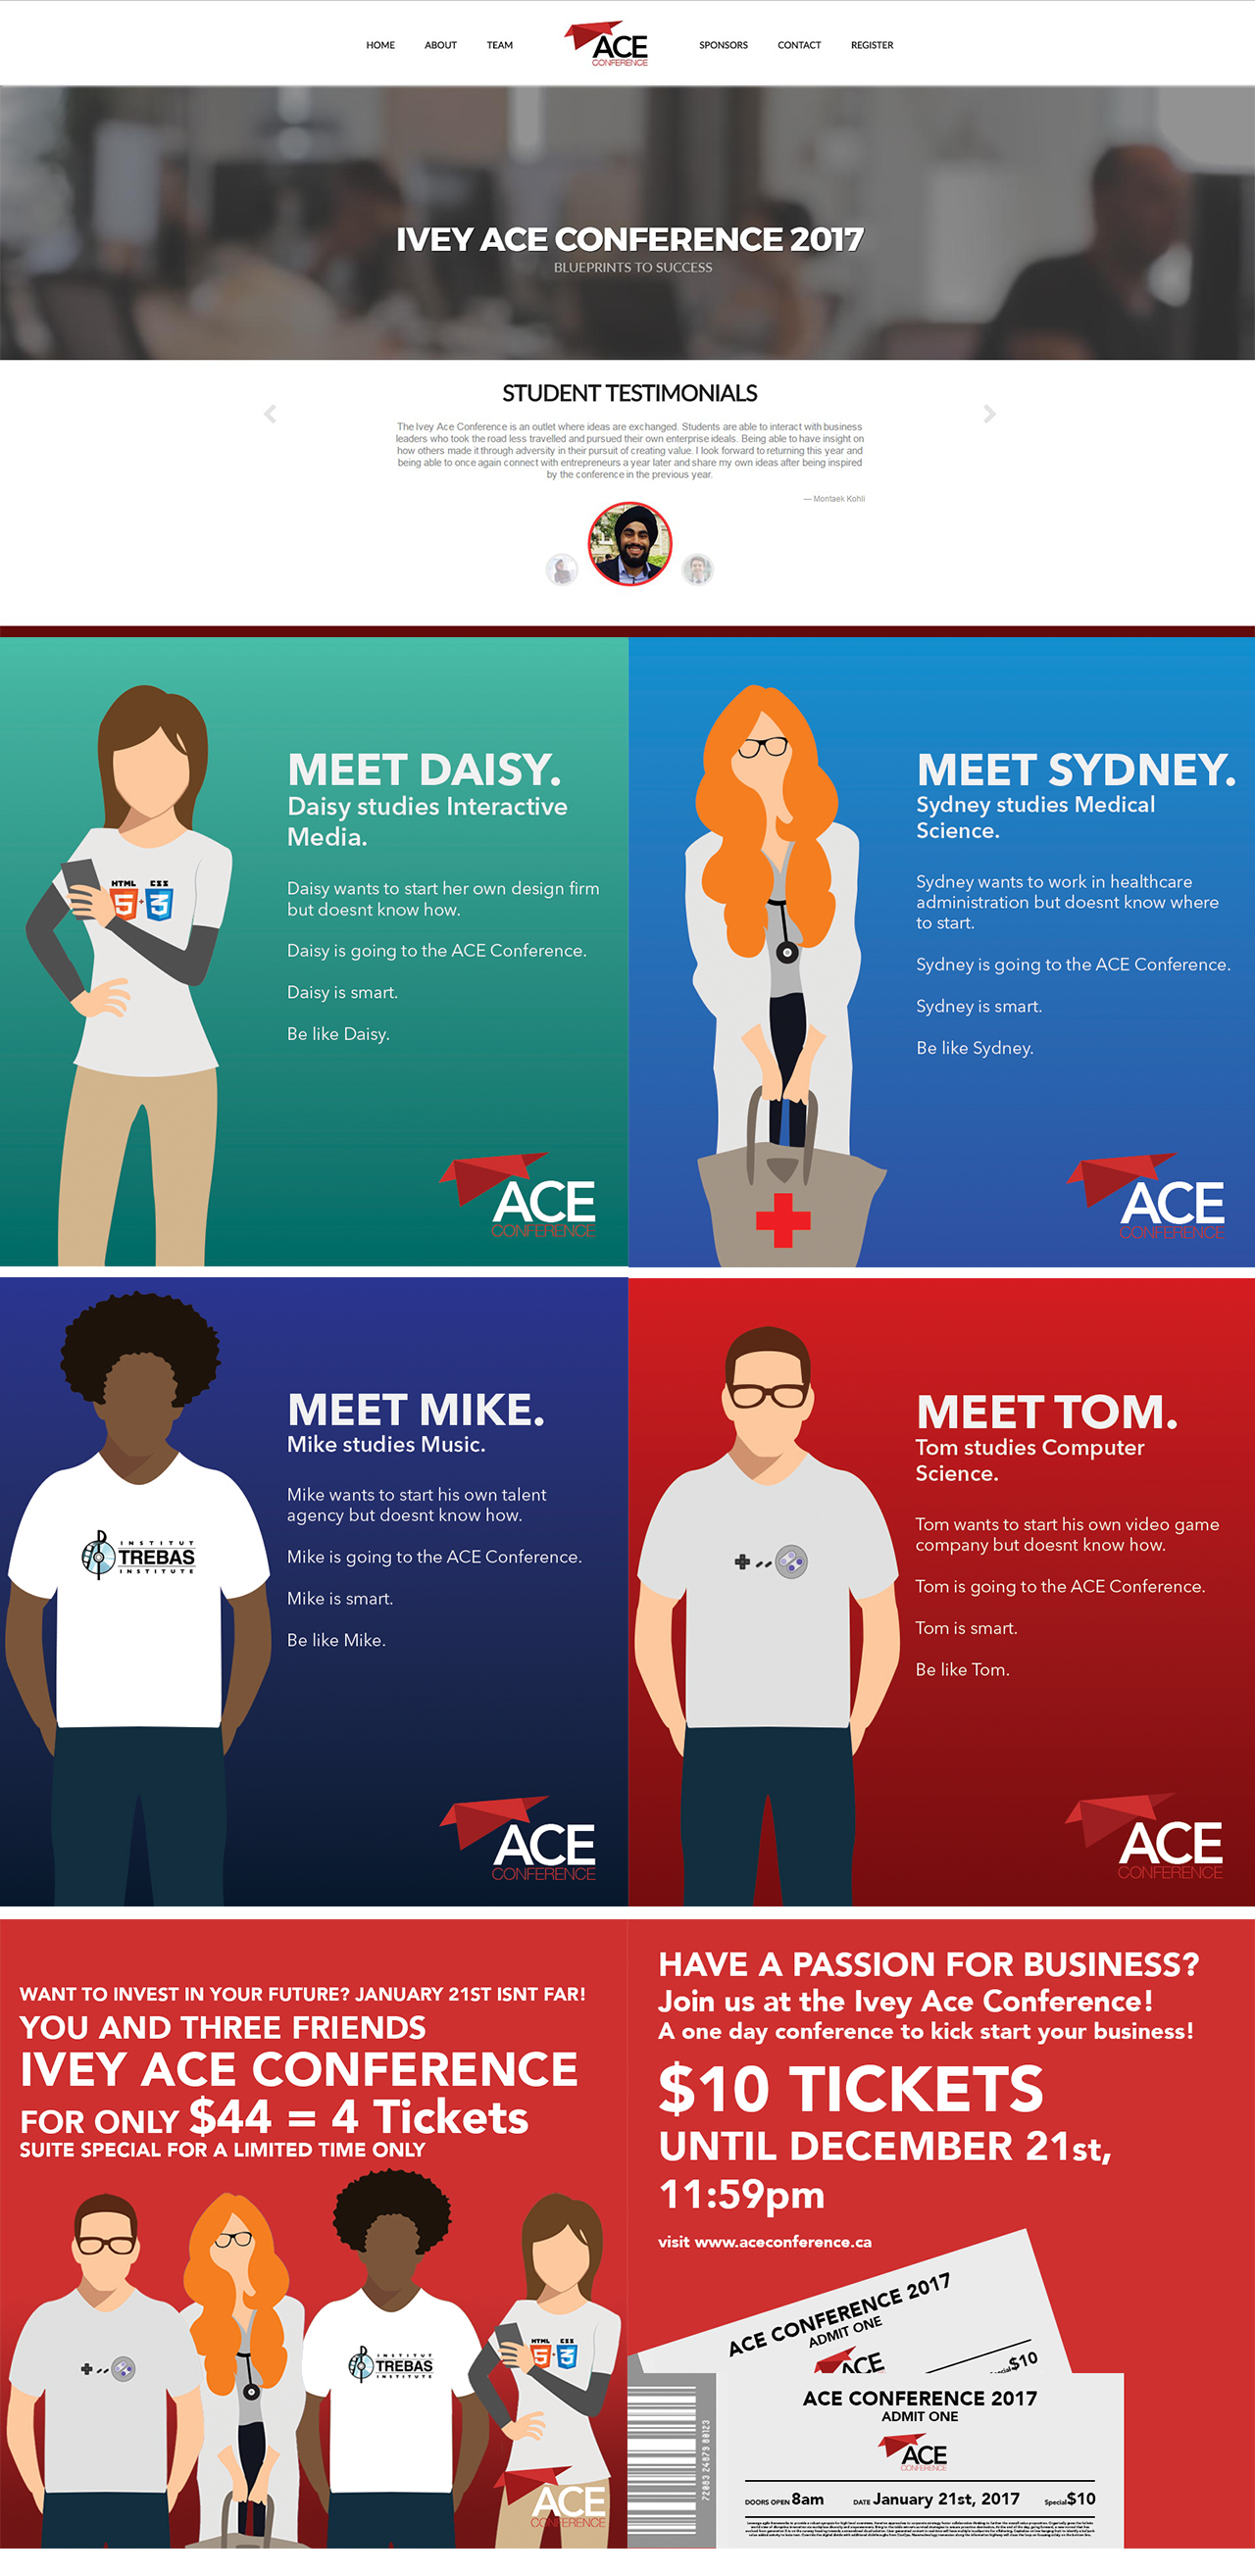 HOME ABOUT TEAM ACE CONFERENCE SPONSORS CONTACT REGISTER
IVEY ACE CONFERENCE 2017
BLUEPRINTS TO SUCCESS
STUDENT TESTIMONIALS
The Ivey Ace Conference is an outlet where ideas are exchanged. Students are able to interact with business
leaders who took the road less travelled and pursued their own enterprise ideals. Being able to have insight on
how others made it through adversity in their pursuit of creating value. I look forward to returning this year and
being able to once again connect with entrepreneurs a year later and share my own ideas after being inspired
by the conference in the previous year.
— Montaek Kohli
MEET DAISY.
Daisy studies Interactive
Media.
HTML CSS
5 + 3
Daisy wants to start her own design firm
but doesnt know how.
Daisy is going to the ACE Conference.
Daisy is smart.
Be like Daisy.
ACE
CONFERENCE
MEET SYDNEY.
Sydney studies Medical
Science.
Sydney wants to work in healthcare
administration but doesnt know where
to start.
Sydney is going to the ACE Conference.
Sydney is smart.
Be like Sydney.
ACE
CONFERENCE
MEET MIKE.
Mike studies Music.
Mike wants to start his own talent
agency but doesnt know how.
INSTITUT
TREBAS
INSTITUTE
Mike is going to the ACE Conference.
Mike is smart.
Be like Mike.
ACE
CONFERENCE
MEET TOM.
Tom studies Computer
Science.
Tom wants to start his own video game
company but doesnt know how.
Tom is going to the ACE Conference.
Tom is smart.
Be like Tom.
ACE
CONFERENCE
WANT TO INVEST IN YOUR FUTURE? JANUARY 21ST ISNT FAR!
YOU AND THREE FRIENDS
IVEY ACE CONFERENCE
FOR ONLY $44 = 4 Tickets
SUITE SPECIAL FOR A LIMITED TIME ONLY
INSTITUT
TREBAS
INSTITUTE
HTML CSS
5 + 3
ACE
CONFERENCE
HAVE A PASSION FOR BUSINESS?
Join us at the Ivey Ace Conference!
A one day conference to kick start your business!
$10 TICKETS
UNTIL DECEMBER 21st,
11:59pm
visit www.aceconference.ca
ACE CONFERENCE 2017
ADMIT ONE
ACE
$10
ACE CONFERENCE 2017
ADMIT ONE
ACE
CONFERENCE
72083 24879 80123
DOORS OPEN 8am DATE January 21st, 2017 Special $10